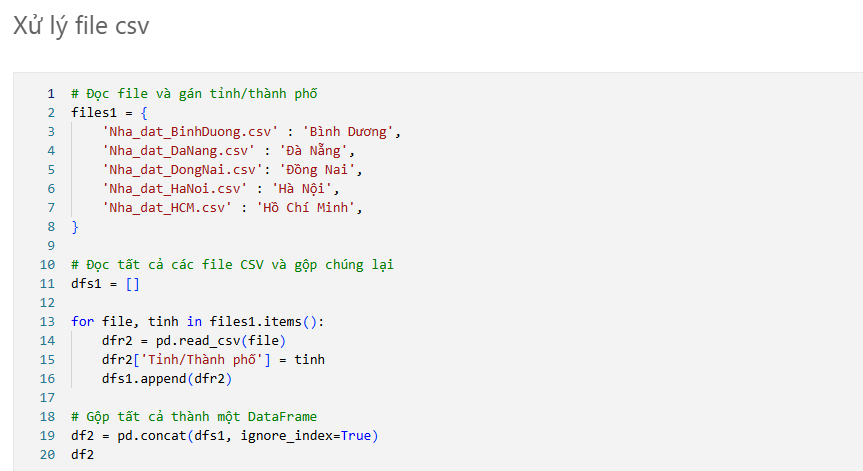 Xử lý file csv
1 # Đọc file và gán tỉnh/thành phố
2 files1 = {
3     'Nha_dat_BinhDuong.csv' : 'Bình Dương',
4     'Nha_dat_DaNang.csv' : 'Đà Nẵng',
5     'Nha_dat_DongNai.csv': 'Đồng Nai',
6     'Nha_dat_HaNoi.csv' : 'Hà Nội',
7     'Nha_dat_HCM.csv' : 'Hồ Chí Minh',
8 }
9
10 # Đọc tất cả các file CSV và gộp chúng lại
11 dfs1 = []
12
13 for file, tinh in files1.items():
14     dfr2 = pd.read_csv(file)
15     dfr2['Tỉnh/Thành phố'] = tinh
16     dfs1.append(dfr2)
17
18 # Gộp tất cả thành một DataFrame
19 df2 = pd.concat(dfs1, ignore_index=True)
20 df2